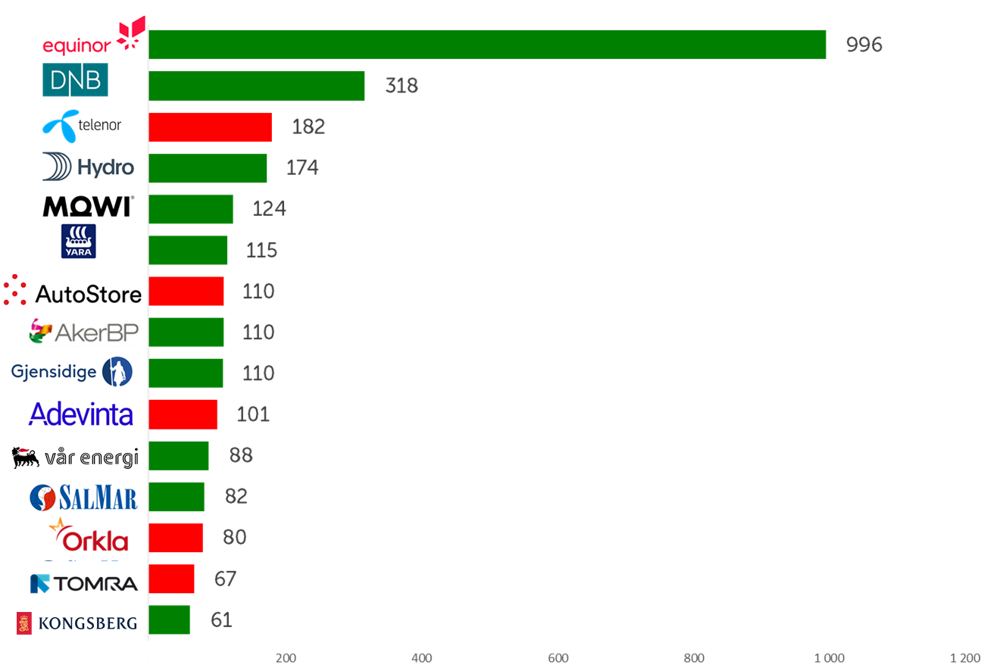 equinor 996
DNB 318
telenor 182
Hydro 174
MOWI® 124
YARA 115
AutoStore 110
AkerBP 110
Gjensidige 110
Adevinta 101
vår energi 88
SALMAR 82
Orkla 80
TOMRA 67
KONGSBERG 61
200 400 600 800 1 000 1 200